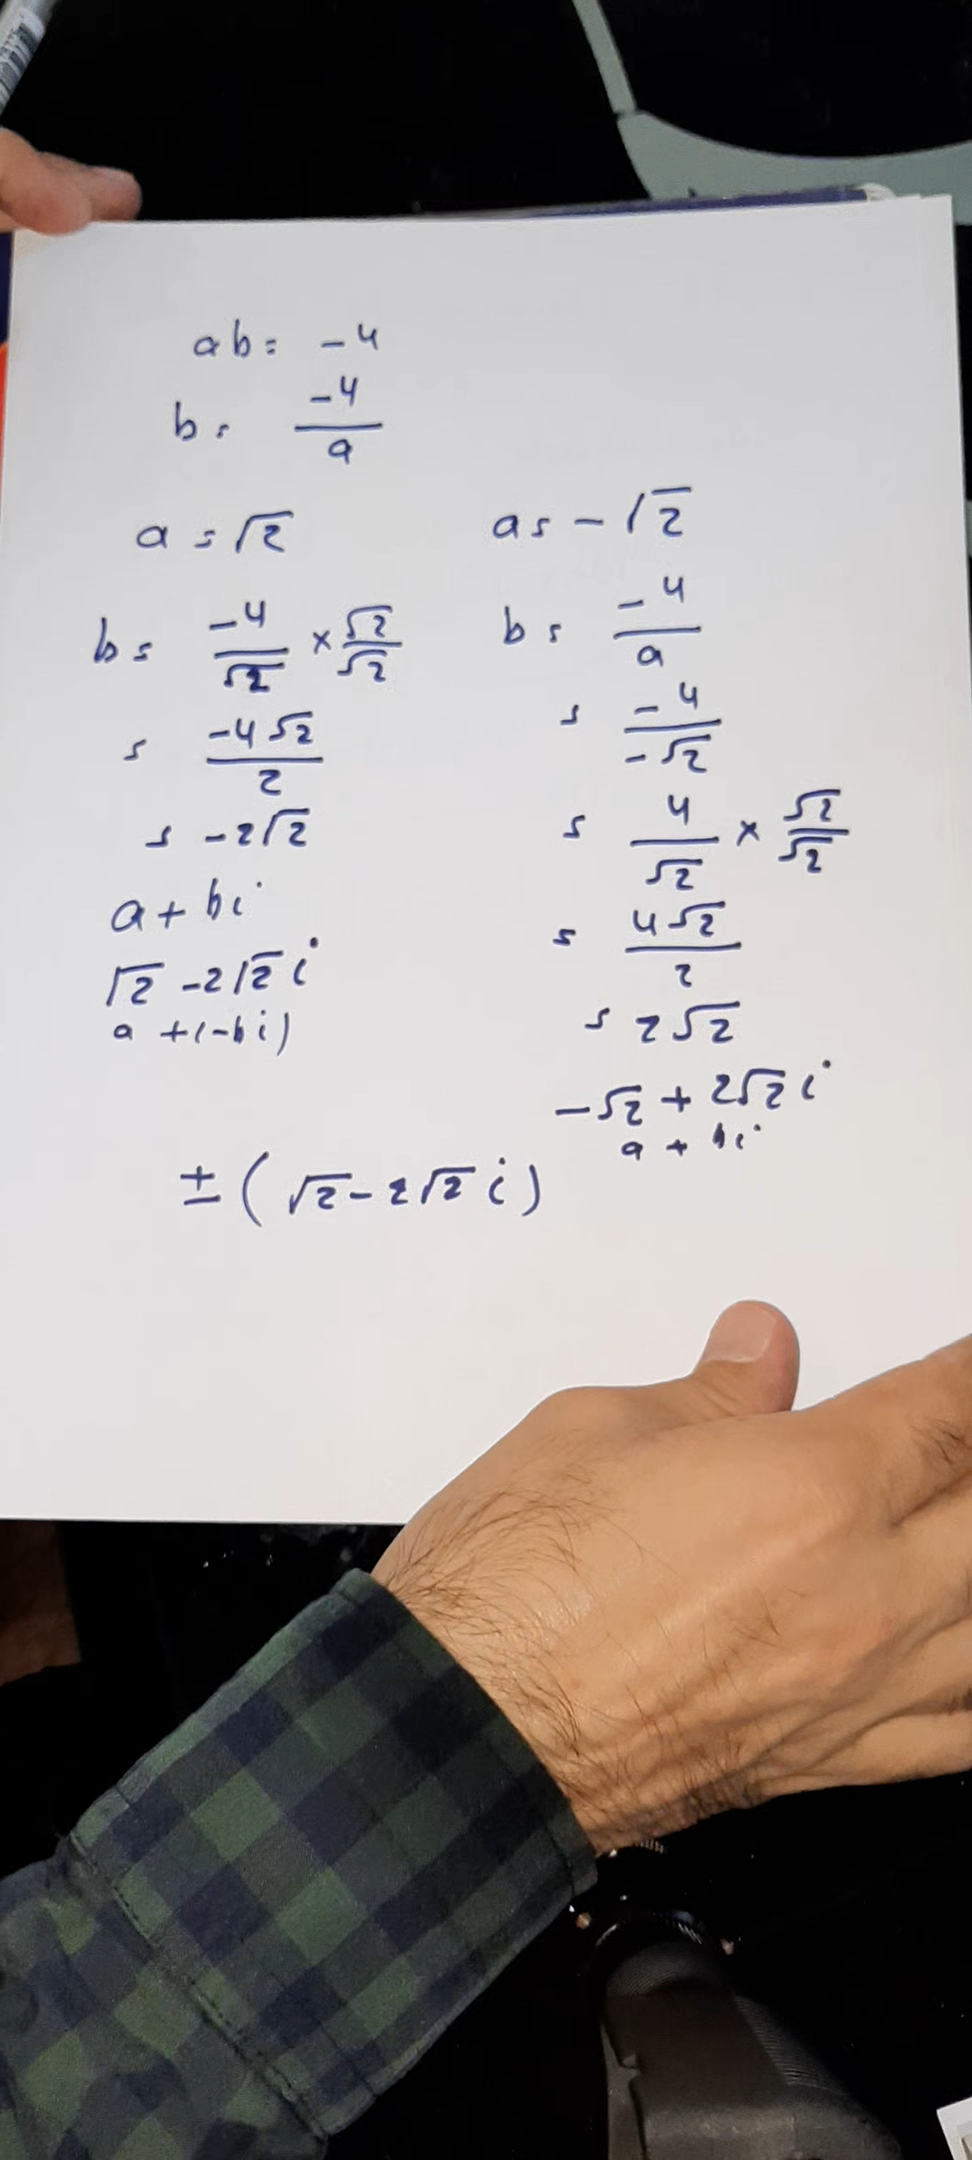 ab = -4
b = -4/a
a = √2
b = -4/√2 × √2/√2
= -4√2/2
= -2√2
a + bi
√2 - 2√2 i
a + (-bi)
a = -√2
b = -4/a
= -4/-√2
= 4/√2 × √2/√2
= 4√2/2
= 2√2
-√2 + 2√2 i
a + bi
± (√2 - 2√2 i)